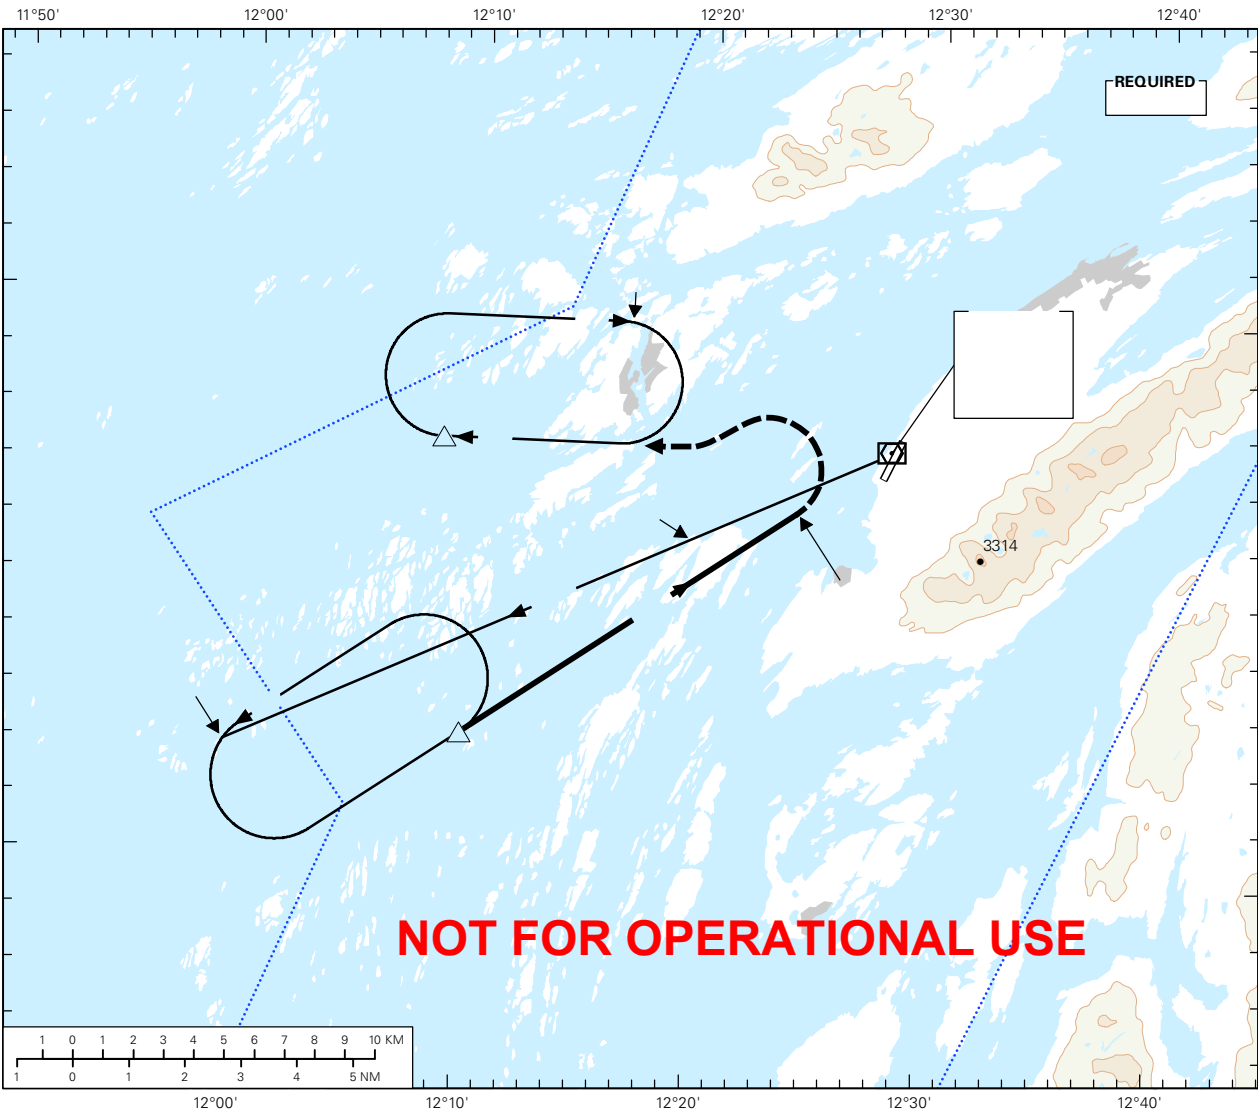 11°50' 12°00' 12°10' 12°20' 12°30' 12°40'
REQUIRED
3314
NOT FOR OPERATIONAL USE
1 0 1 2 3 4 5 6 7 8 9 10 KM
1 0 1 2 3 4 5 NM
12°00' 12°10' 12°20' 12°30' 12°40'